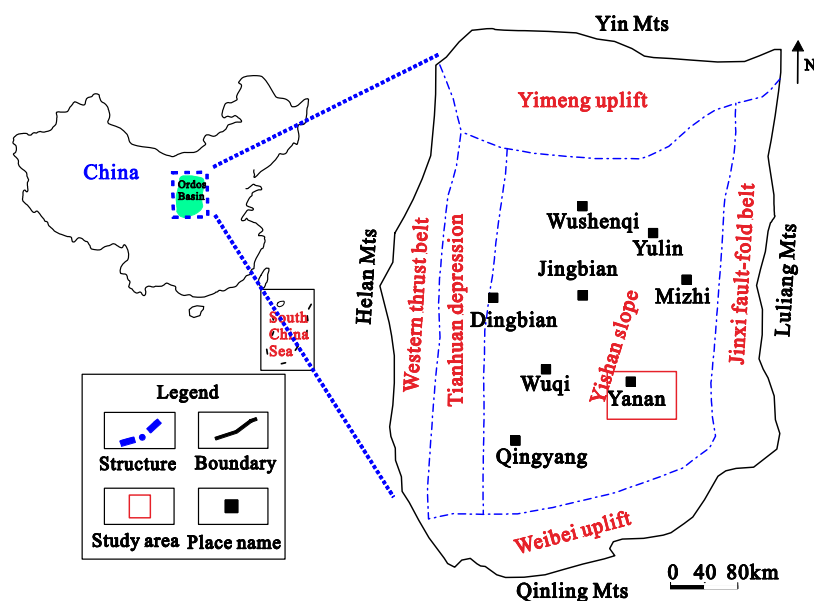 Yin Mts
N
Yimeng uplift
China
Ordos
Basin
Wushenqi
Yulin
Jingbian
Mizhi
Dingbian
Helan Mts
Western thrust belt
Tianhuan depression
Yishan slope
Jinxi fault-fold belt
Luliang Mts
South
China
Sea
Wuqi
Yanan
Qingyang
Weibei uplift
Qinling Mts
0 40 80km
Legend
Structure
Boundary
Study area
Place name